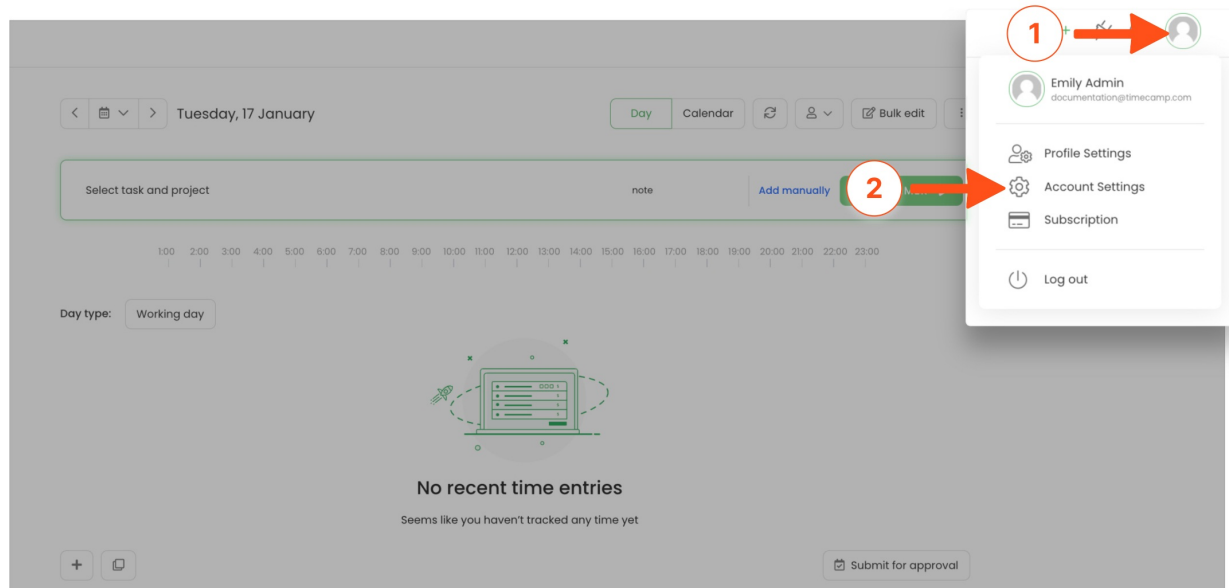 1
Emily Admin
documentation@timecamp.com
Tuesday, 17 January
Day
Calendar
Bulk edit
Profile Settings
Select task and project
note
Add manually
2
Account Settings
Subscription
1:00 2:00 3:00 4:00 5:00 6:00 7:00 8:00 9:00 10:00 11:00 12:00 13:00 14:00 15:00 16:00 17:00 18:00 19:00 20:00 21:00 22:00 23:00
Log out
Day type:
Working day
000
No recent time entries
Seems like you haven't tracked any time yet
Submit for approval